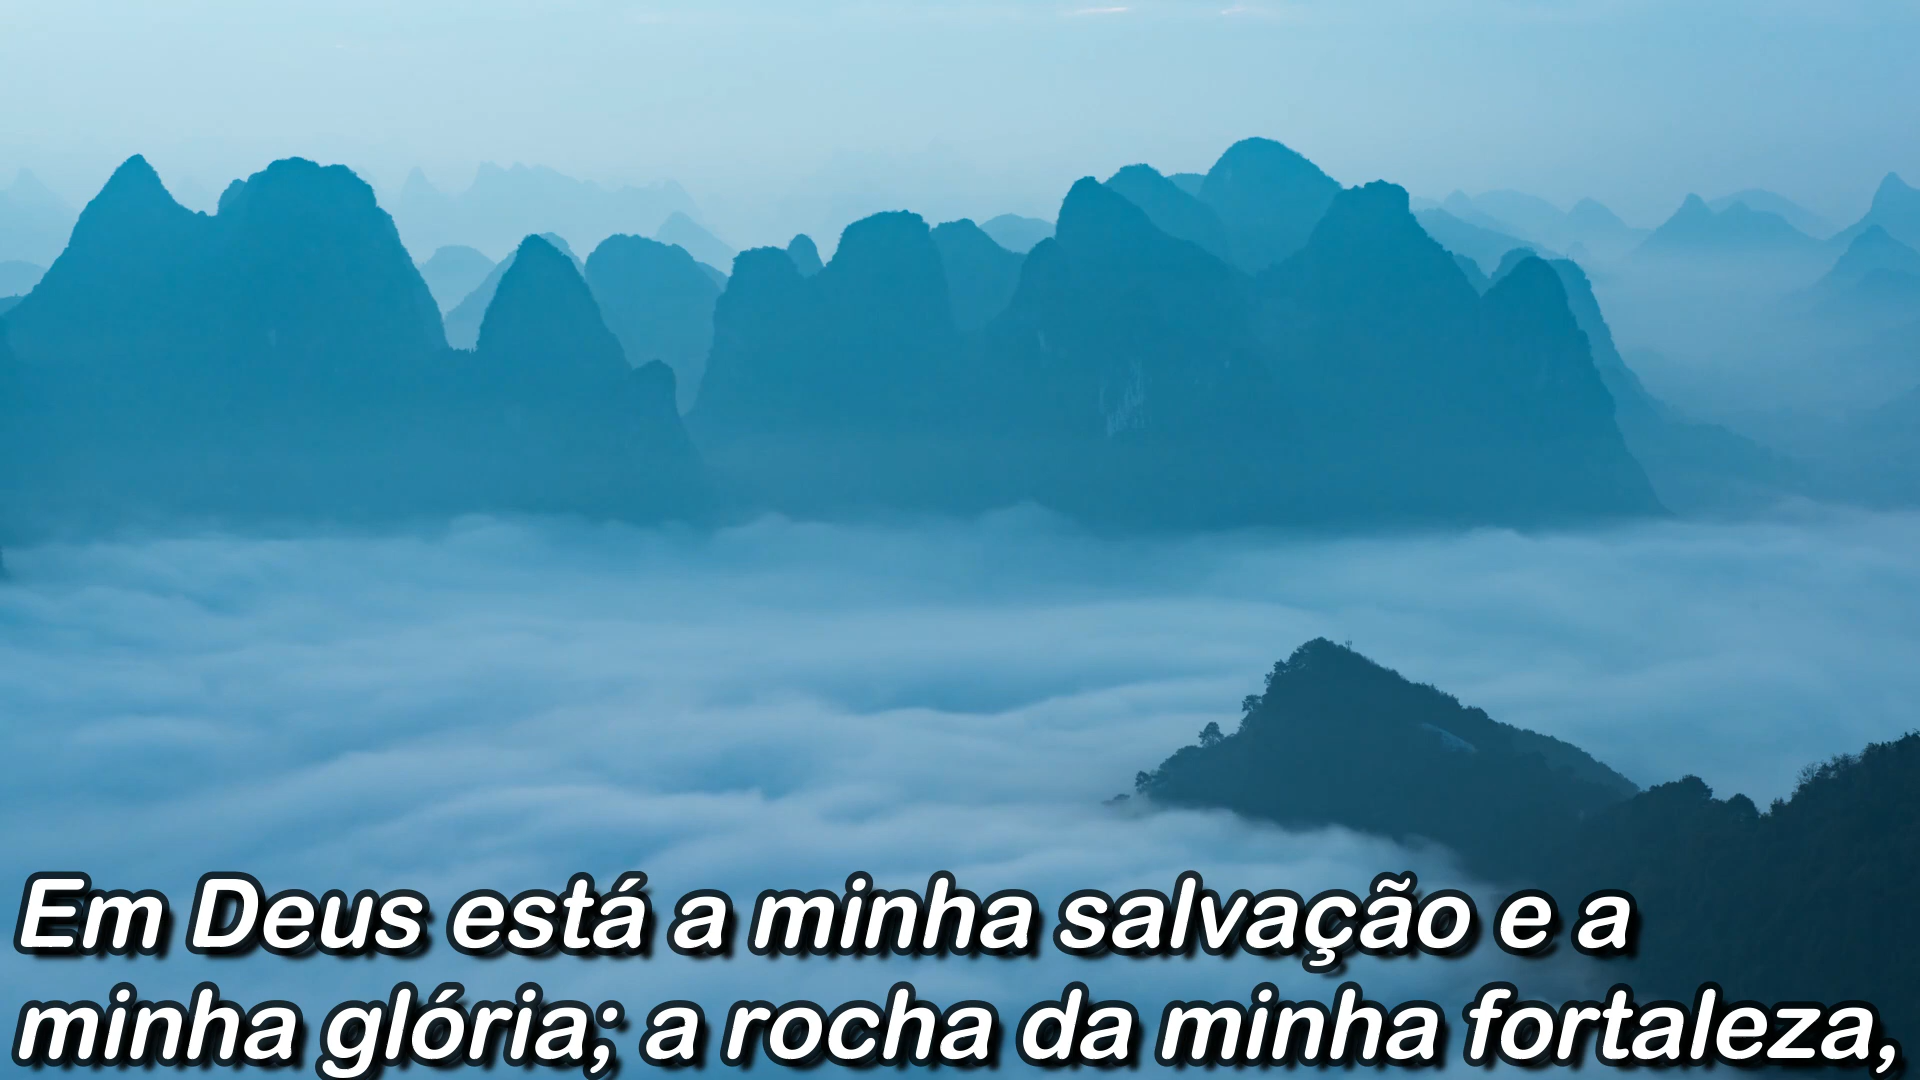 Em Deus está a minha salvação e a
minha glória; a rocha da minha fortaleza,